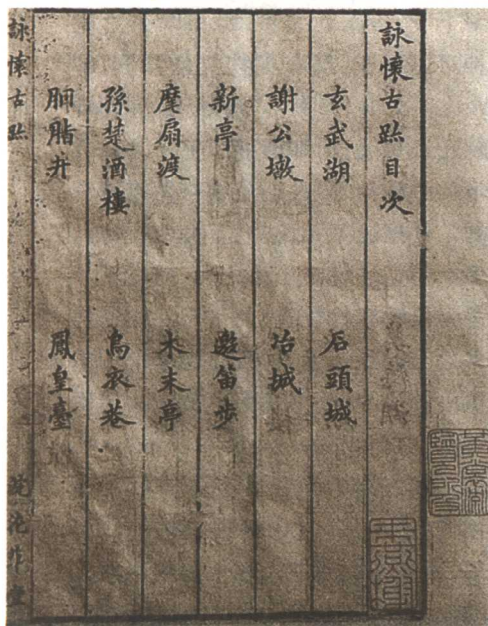 詠懷古跡目次
玄武湖 石頭城
謝公墩 冶城
新亭 邀笛步
麾扇渡 木末亭
孫楚酒樓 烏衣巷
胭脂井 鳳皇臺
詠懷古跡